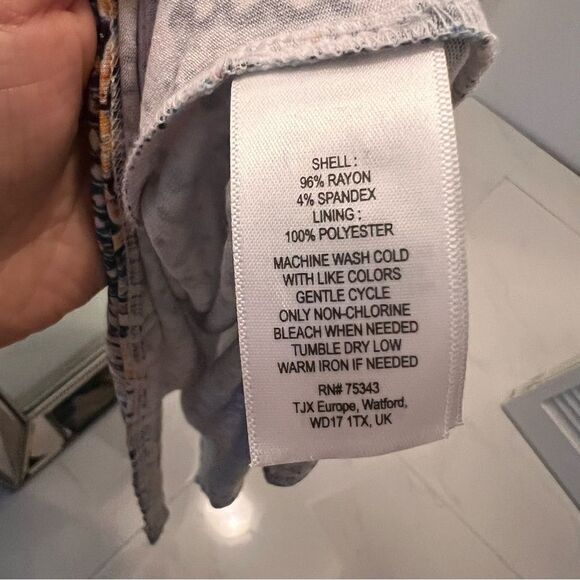 SHELL :
96% RAYON
4% SPANDEX
LINING :
100% POLYESTER
MACHINE WASH COLD
WITH LIKE COLORS
GENTLE CYCLE
ONLY NON-CHLORINE
BLEACH WHEN NEEDED
TUMBLE DRY LOW
WARM IRON IF NEEDED
RN# 75343
TJX Europe, Watford,
WD17 1TX, UK